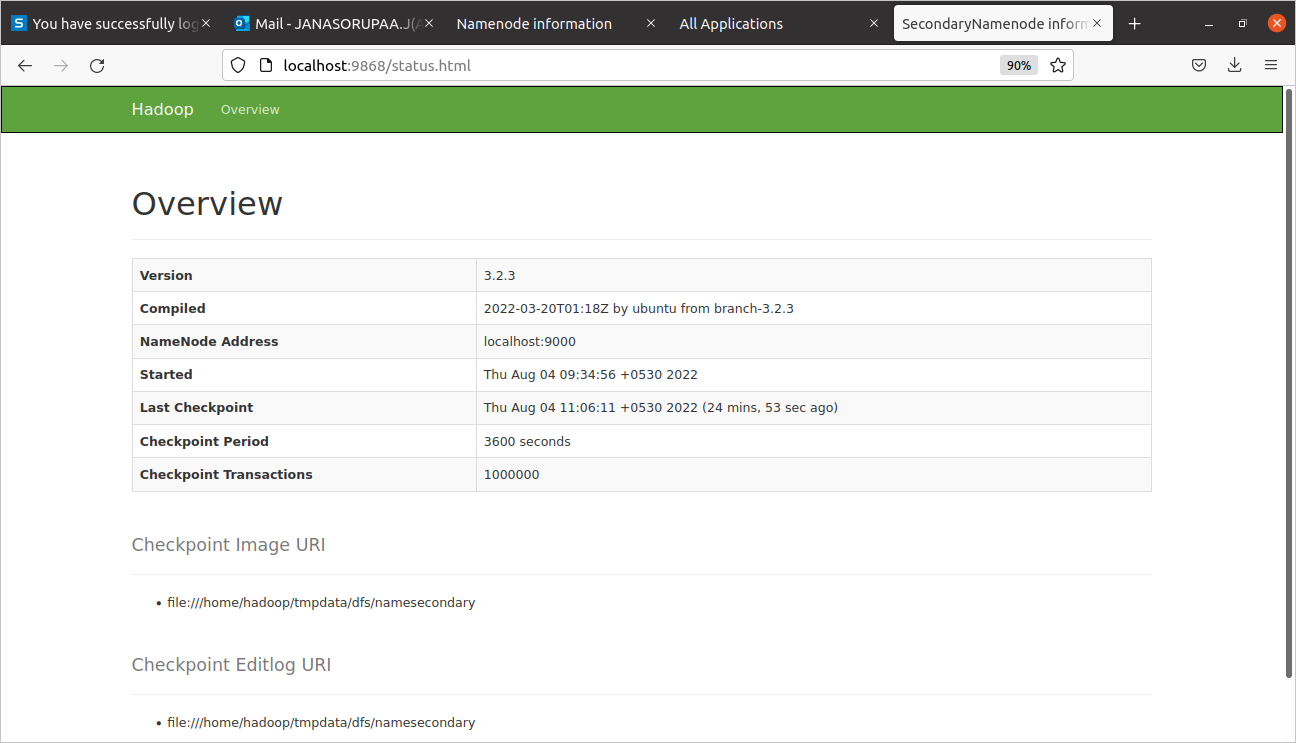 S You have successfully log
Mail - JANASORUPAA.J(A
Namenode information
All Applications
SecondaryNamenode inform
localhost:9868/status.html
90%
Hadoop Overview
Overview
Version 3.2.3
Compiled 2022-03-20T01:18Z by ubuntu from branch-3.2.3
NameNode Address localhost:9000
Started Thu Aug 04 09:34:56 +0530 2022
Last Checkpoint Thu Aug 04 11:06:11 +0530 2022 (24 mins, 53 sec ago)
Checkpoint Period 3600 seconds
Checkpoint Transactions 1000000
Checkpoint Image URI
• file:///home/hadoop/tmpdata/dfs/namesecondary
Checkpoint Editlog URI
• file:///home/hadoop/tmpdata/dfs/namesecondary